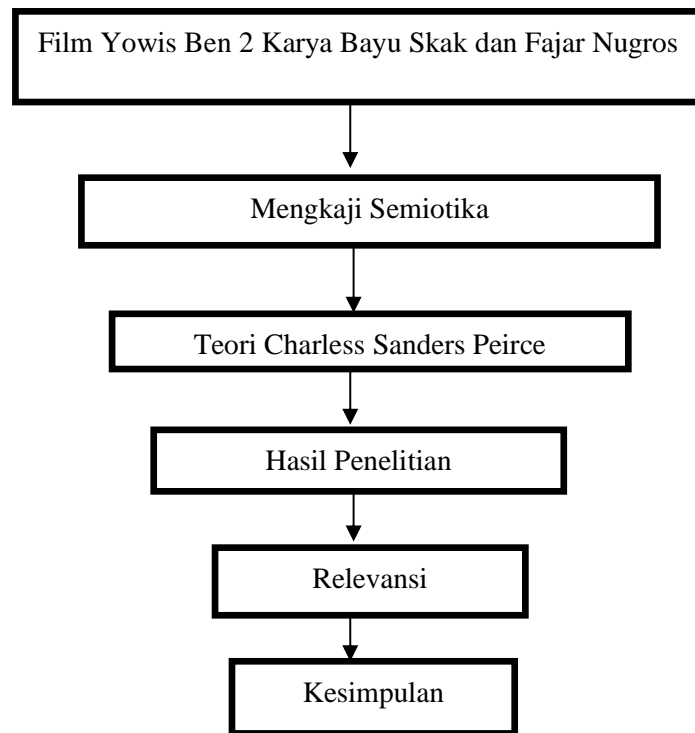 Film Yowis Ben 2 Karya Bayu Skak dan Fajar Nugros
Mengkaji Semiotika
Teori Charless Sanders Peirce
Hasil Penelitian
Relevansi
Kesimpulan